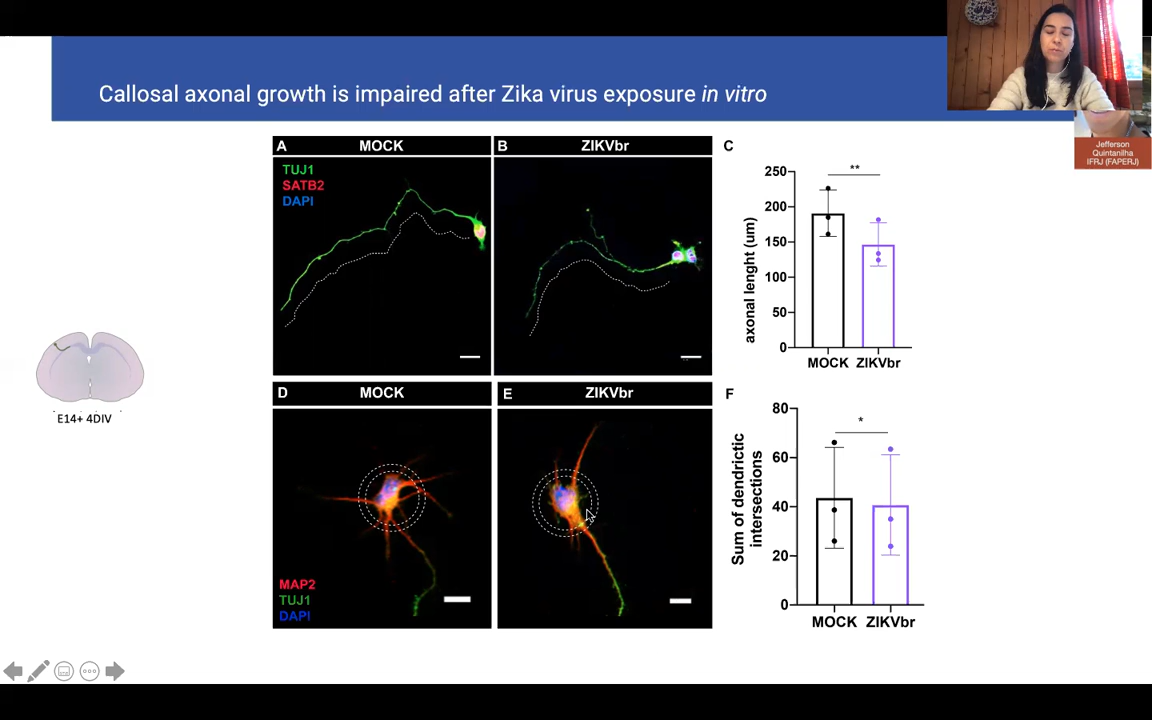 Callosal axonal growth is impaired after Zika virus exposure in vitro
Jefferson
Quintanilha
IFRJ (FAPERJ)
A
MOCK
TUJ1
SATB2
DAPI
B
ZIKVbr
C
**
250
200
150
100
50
0
axonal lenght (um)
MOCK
ZIKVbr
E14+ 4DIV
D
MOCK
MAP2
TUJ1
DAPI
E
ZIKVbr
F
*
80
60
40
20
0
Sum of dendrictic
intersections
MOCK
ZIKVbr